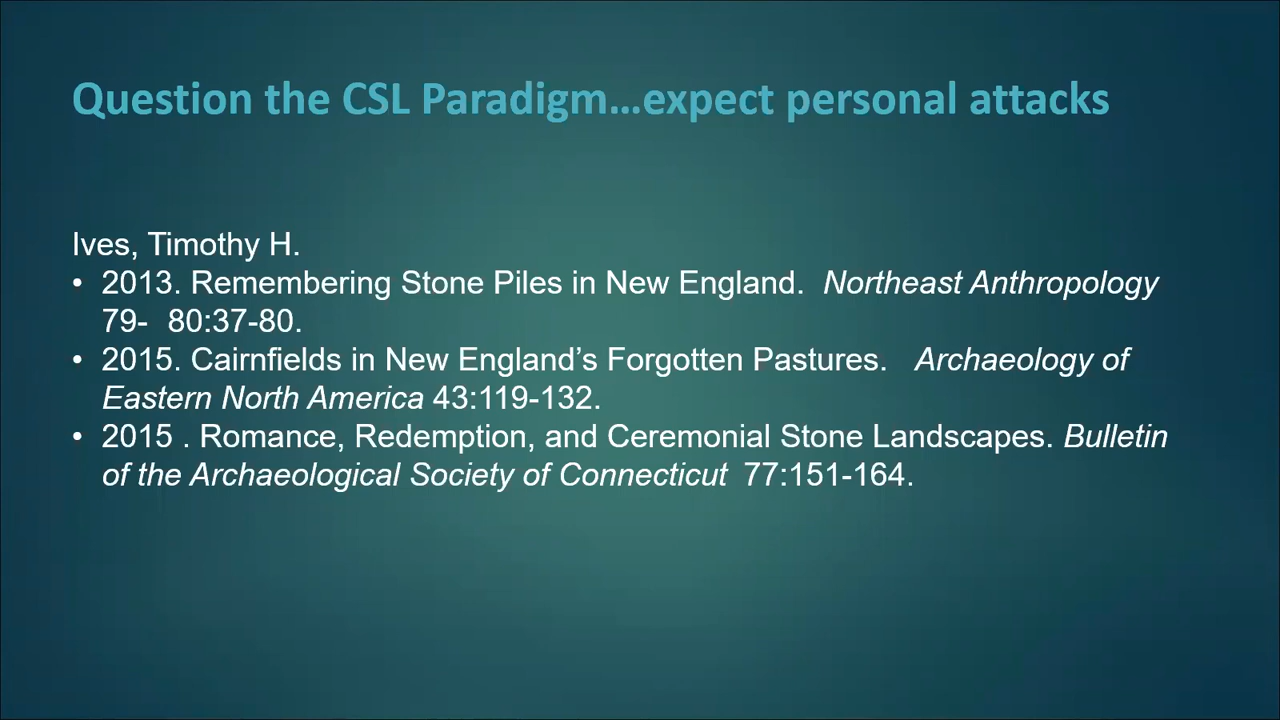 Question the CSL Paradigm…expect personal attacks
Ives, Timothy H.
• 2013. Remembering Stone Piles in New England. Northeast Anthropology
79- 80:37-80.
• 2015. Cairnfields in New England’s Forgotten Pastures. Archaeology of
Eastern North America 43:119-132.
• 2015 . Romance, Redemption, and Ceremonial Stone Landscapes. Bulletin
of the Archaeological Society of Connecticut 77:151-164.